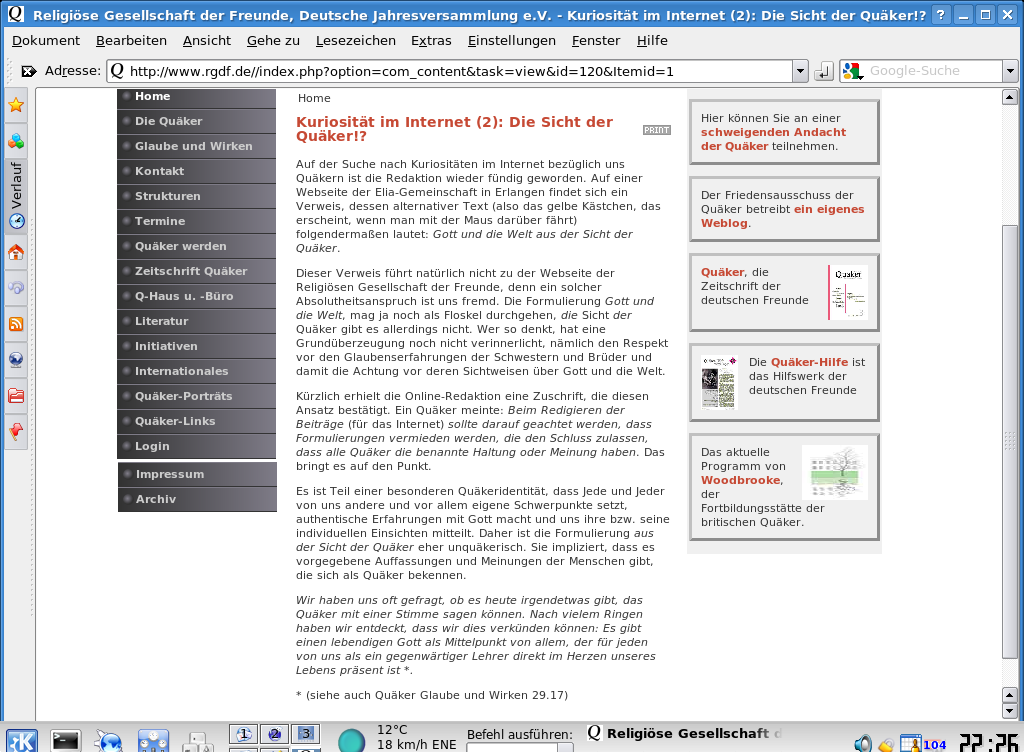 Religiöse Gesellschaft der Freunde, Deutsche Jahresversammlung e.V. - Kuriosität im Internet (2): Die Sicht der Quäker!?
Dokument Bearbeiten Ansicht Gehe zu Lesezeichen Extras Einstellungen Fenster Hilfe
Adresse: Q http://www.rgdf.de//index.php?option=com_content&task=view&id=120&Itemid=1 Google-Suche
Verlauf
Home
Die Quäker
Glaube und Wirken
Kontakt
Strukturen
Termine
Quäker werden
Zeitschrift Quäker
Q-Haus u. -Büro
Literatur
Initiativen
Internationales
Quäker-Porträts
Quäker-Links
Login
Impressum
Archiv
Home
Kuriosität im Internet (2): Die Sicht der
Quäker!?
PRINT
Auf der Suche nach Kuriositäten im Internet bezüglich uns
Quäkern ist die Redaktion wieder fündig geworden. Auf einer
Webseite der Elia-Gemeinschaft in Erlangen findet sich ein
Verweis, dessen alternativer Text (also das gelbe Kästchen, das
erscheint, wenn man mit der Maus darüber fährt)
folgendermaßen lautet: Gott und die Welt aus der Sicht der
Quäker.
Dieser Verweis führt natürlich nicht zu der Webseite der
Religiösen Gesellschaft der Freunde, denn ein solcher
Absolutheitsanspruch ist uns fremd. Die Formulierung Gott und
die Welt, mag ja noch als Floskel durchgehen, die Sicht der
Quäker gibt es allerdings nicht. Wer so denkt, hat eine
Grundüberzeugung noch nicht verinnerlicht, nämlich den Respekt
vor den Glaubenserfahrungen der Schwestern und Brüder und
damit die Achtung vor deren Sichtweisen über Gott und die Welt.
Kürzlich erhielt die Online-Redaktion eine Zuschrift, die diesen
Ansatz bestätigt. Ein Quäker meinte: Beim Redigieren der
Beiträge (für das Internet) sollte darauf geachtet werden, dass
Formulierungen vermieden werden, die den Schluss zulassen,
dass alle Quäker die benannte Haltung oder Meinung haben. Das
bringt es auf den Punkt.
Es ist Teil einer besonderen Quäkeridentität, dass Jede und Jeder
von uns andere und vor allem eigene Schwerpunkte setzt,
authentische Erfahrungen mit Gott macht und uns ihre bzw. seine
individuellen Einsichten mitteilt. Daher ist die Formulierung aus
der Sicht der Quäker eher unquäkerisch. Sie impliziert, dass es
vorgegebene Auffassungen und Meinungen der Menschen gibt,
die sich als Quäker bekennen.
Wir haben uns oft gefragt, ob es heute irgendetwas gibt, das
Quäker mit einer Stimme sagen können. Nach vielem Ringen
haben wir entdeckt, dass wir dies verkünden können: Es gibt
einen lebendigen Gott als Mittelpunkt von allem, der für jeden
von uns als ein gegenwärtiger Lehrer direkt im Herzen unseres
Lebens präsent ist *.
* (siehe auch Quäker Glaube und Wirken 29.17)
Hier können Sie an einer
schweigenden Andacht
der Quäker teilnehmen.
Der Friedensausschuss der
Quäker betreibt ein eigenes
Weblog.
Quäker, die
Zeitschrift der
deutschen Freunde
Quäker
Die Quäker-Hilfe ist
das Hilfswerk der
deutschen Freunde
Das aktuelle
Programm von
Woodbrooke,
der
Fortbildungsstätte der
britischen Quäker.
1 2 3
12°C
18 km/h ENE
Befehl ausführen:
Q Religiöse Gesellschaft d
104
22:26